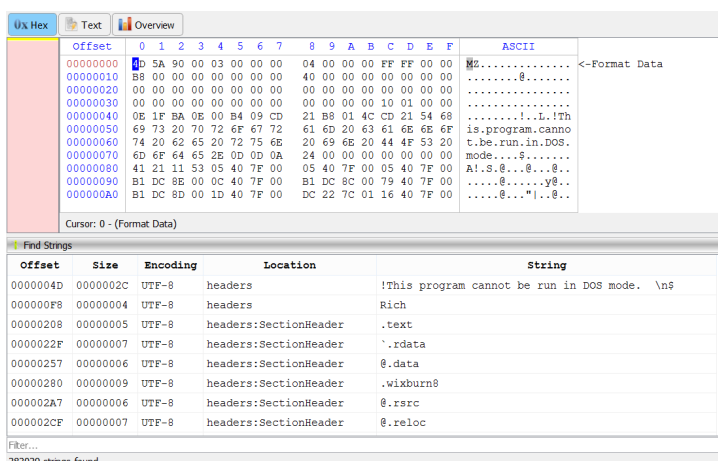 0x Hex Text Overview
Offset 0 1 2 3 4 5 6 7 8 9 A B C D E F ASCII
00000000 4D 5A 90 00 03 00 00 00 04 00 00 00 FF FF 00 00 MZ.............. <-Format Data
00000010 B8 00 00 00 00 00 00 00 40 00 00 00 00 00 00 00 ........@.......
00000020 00 00 00 00 00 00 00 00 00 00 00 00 00 00 00 00 ................
00000030 00 00 00 00 00 00 00 00 00 00 00 00 10 01 00 00 ................
00000040 0E 1F BA 0E 00 B4 09 CD 21 B8 01 4C CD 21 54 68 ........!..L.!Th
00000050 69 73 20 70 72 6F 67 72 61 6D 20 63 61 6E 6E 6F is.program.canno
00000060 74 20 62 65 20 72 75 6E 20 69 6E 20 44 4F 53 20 t.be.run.in.DOS.
00000070 6D 6F 64 65 2E 0D 0D 0A 24 00 00 00 00 00 00 00 mode....$.......
00000080 41 21 11 53 05 40 7F 00 05 40 7F 00 05 40 7F 00 A!.S.@...@...@..
00000090 B1 DC 8E 00 0C 40 7F 00 B1 DC 8C 00 79 40 7F 00 .....@......y@..
000000A0 B1 DC 8D 00 1D 40 7F 00 DC 22 7C 01 16 40 7F 00 .....@..."|..@..
Cursor: 0 - (Format Data)
Find Strings
Offset Size Encoding Location String
0000004D 0000002C UTF-8 headers !This program cannot be run in DOS mode. \n$
000000F8 00000004 UTF-8 headers Rich
00000208 00000005 UTF-8 headers:SectionHeader .text
0000022F 00000007 UTF-8 headers:SectionHeader `.rdata
00000257 00000006 UTF-8 headers:SectionHeader @.data
00000280 00000009 UTF-8 headers:SectionHeader .wixburn8
000002A7 00000006 UTF-8 headers:SectionHeader @.rsrc
000002CF 00000007 UTF-8 headers:SectionHeader @.reloc
Filter...
strings found